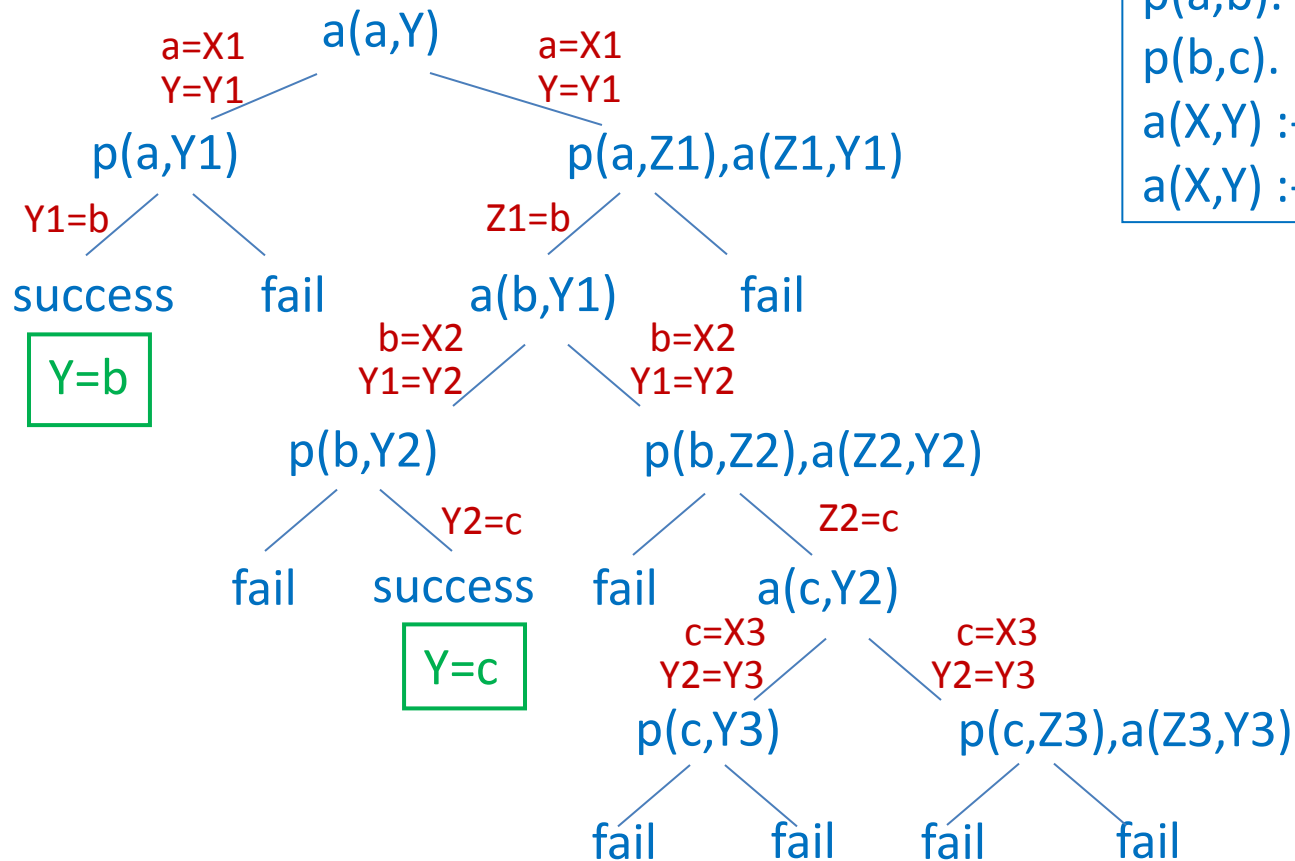 a(a,Y)
a=X1
Y=Y1
a=X1
Y=Y1
p(a,b).
p(b,c).
a(X,Y) :-
a(X,Y) :-
p(a,Y1)
p(a,Z1),a(Z1,Y1)
Y1=b
Z1=b
success
fail
a(b,Y1)
fail
Y=b
b=X2
Y1=Y2
b=X2
Y1=Y2
p(b,Y2)
p(b,Z2),a(Z2,Y2)
Y2=c
Z2=c
fail
success
fail
a(c,Y2)
Y=c
c=X3
Y2=Y3
c=X3
Y2=Y3
p(c,Y3)
p(c,Z3),a(Z3,Y3)
fail
fail
fail
fail